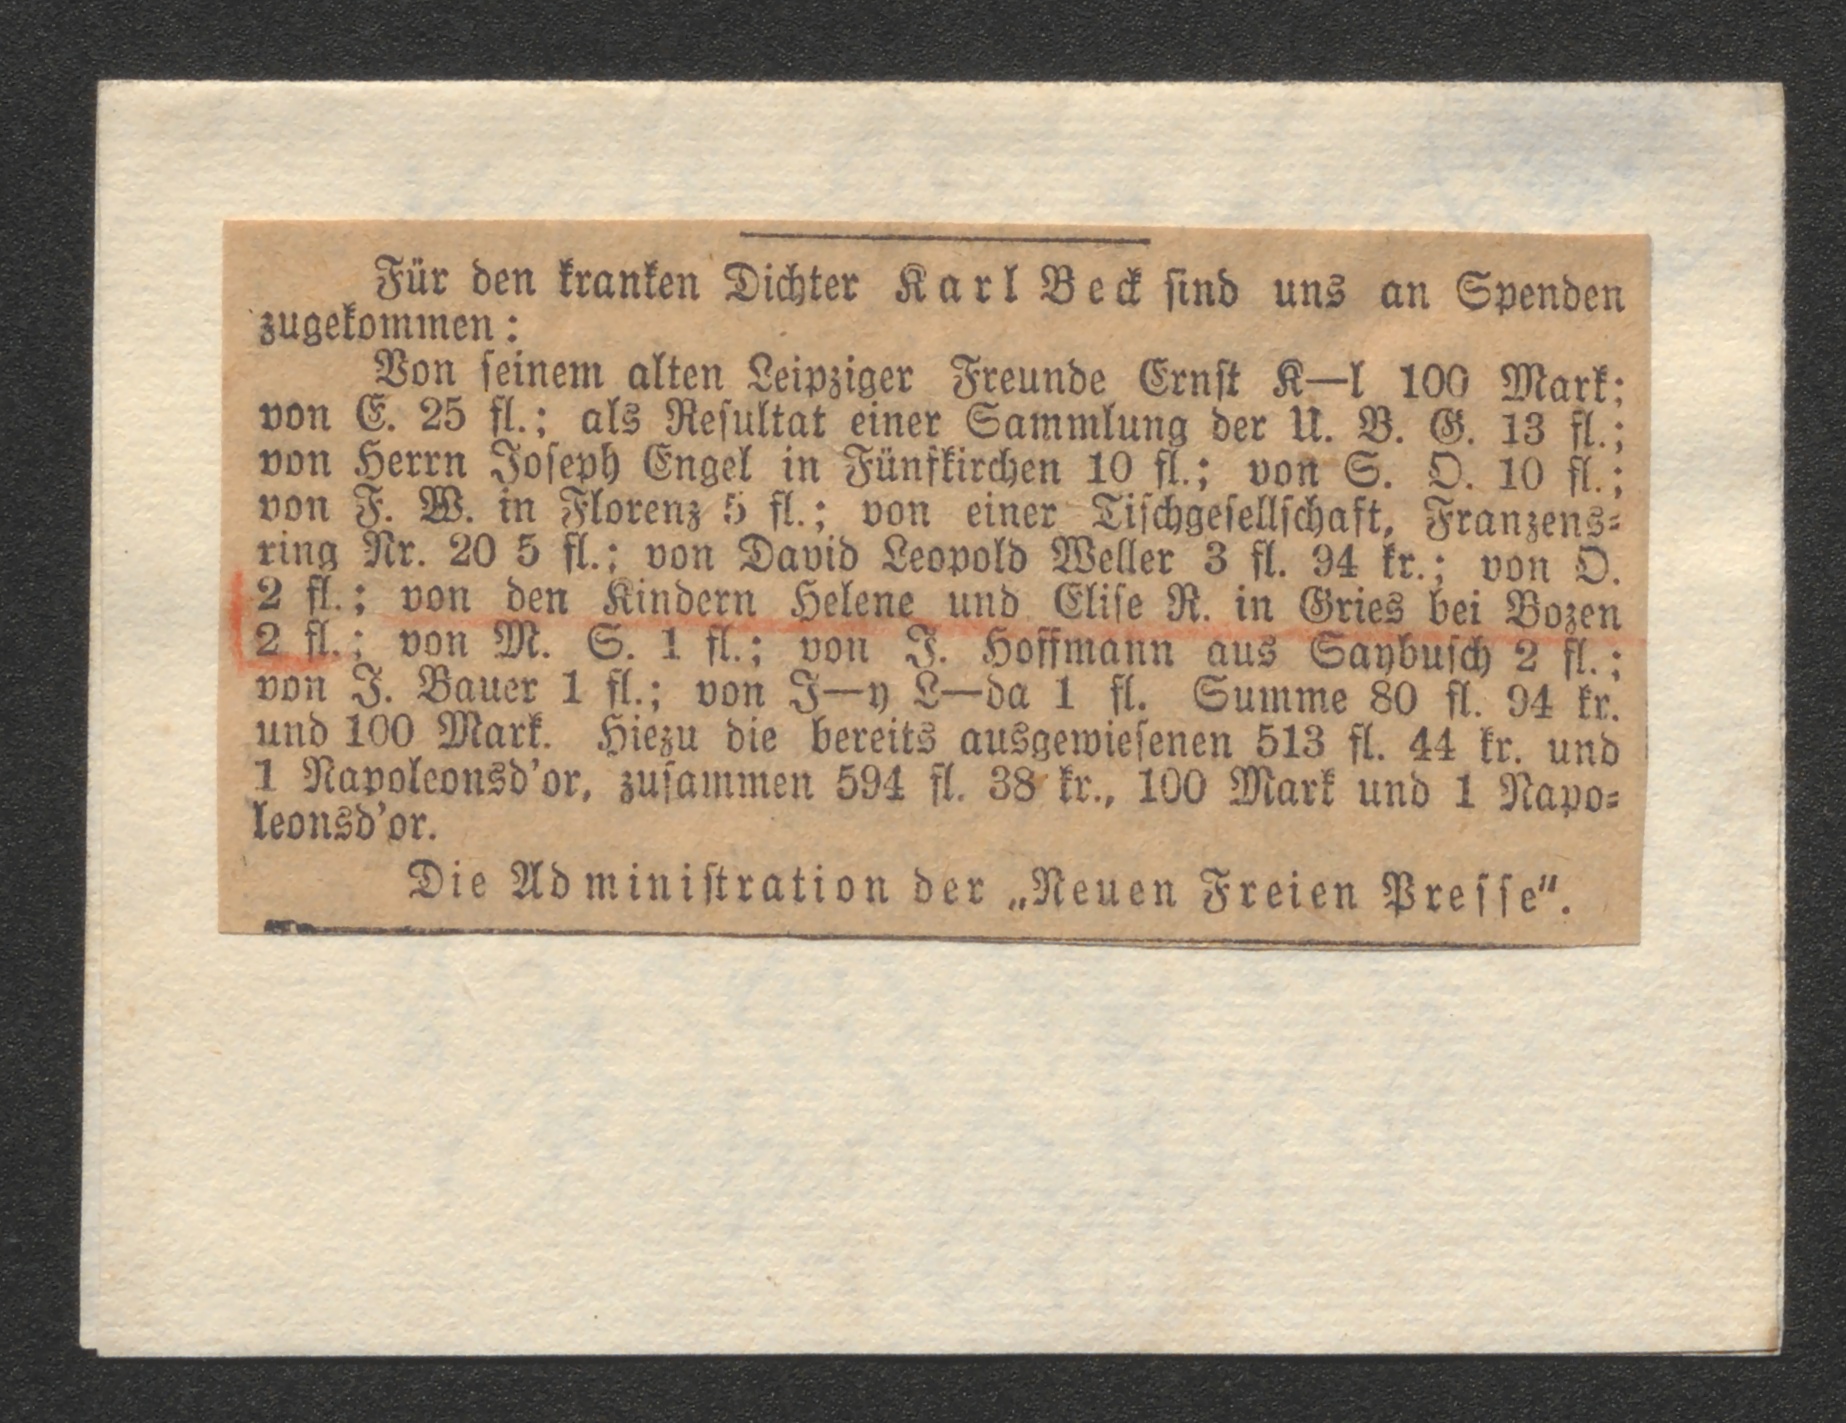 Für den kranken Dichter Karl Beck sind uns an Spenden
zugekommen:
Von seinem alten Leipziger Freunde Ernst K—l 100 Mark;
von E. 25 fl.; als Resultat einer Sammlung der U. B. G. 13 fl.;
von Herrn Joseph Engel in Fünfkirchen 10 fl.; von S. O. 10 fl.;
von F. W. in Florenz 5 fl.; von einer Tischgesellschaft, Franzens-
ring Nr. 20 5 fl.; von David Leopold Weller 3 fl. 94 kr.; von O.
2 fl.; von den Kindern Helene und Elise R. in Gries bei Bozen
2 fl.; von M. S. 1 fl.; von J. Hoffmann aus Saybusch 2 fl.;
von J. Bauer 1 fl.; von J—y L—da 1 fl. Summe 80 fl. 94 kr.
und 100 Mark. Hiezu die bereits ausgewiesenen 513 fl. 44 kr. und
1 Napoleonsd'or, zusammen 594 fl. 38 kr., 100 Mark und 1 Napo-
leonsd'or.
Die Administration der „Neuen Freien Presse".